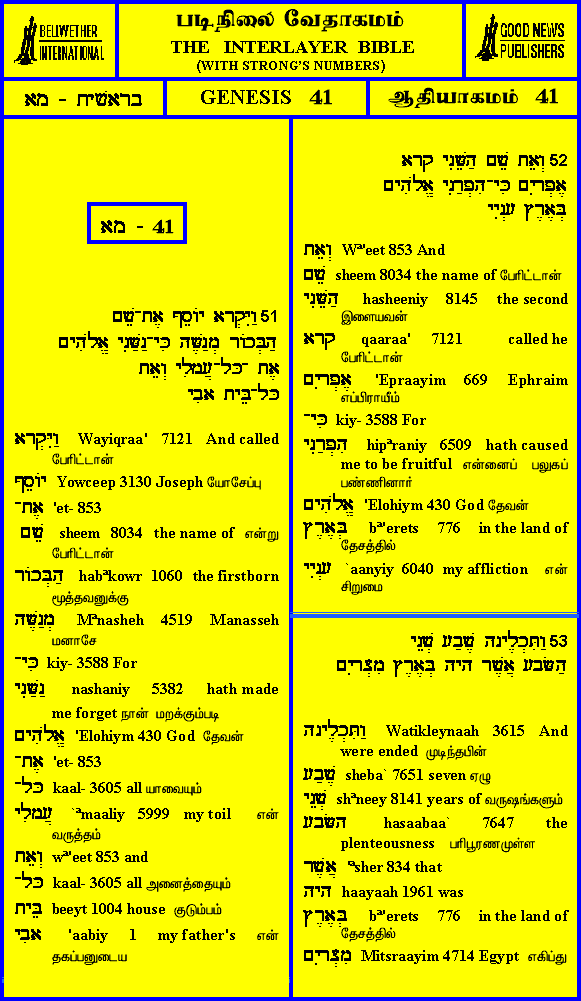 BELLWETHER
INTERNATIONAL
படிநிலை வேதாகமம்
THE INTERLAYER BIBLE
(WITH STRONG'S NUMBERS)
GOOD NEWS
PUBLISHERS
בראשית - מא
GENESIS 41
ஆதியாகமம் 41
מא - 41
51 וַיִּקְרָא יוֹסֵף אֶת־שֵׁם
הַבְּכוֹר מְנַשֶּׁה כִּי־נַשַּׁנִי אֱלֹהִים
אֶת־כָּל־עֲמָלִי וְאֵת
כָּל־בֵּית אָבִי
וַיִּקְרָא Wayiqraa' 7121 And called
பேரிட்டான்
יוֹסֵף Yowceep 3130 Joseph யோசேப்பு
אֶת־ 'et- 853
שֵׁם sheem 8034 the name of என்று
பேரிட்டான்
הַבְּכוֹר habªkowr 1060 the firstborn
மூத்தவனுக்கு
מְנַשֶּׁה Mªnasheh 4519 Manasseh
மனாசே
כִּי־ kiy- 3588 For
נַשַּׁנִי nashaniy 5382 hath made
me forget நான் மறக்கும்படி
אֱלֹהִים 'Elohiym 430 God தேவன்
אֶת־ 'et- 853
כָּל־ kaal- 3605 all யாவையும்
עֲמָלִי `ªmaaliy 5999 my toil என்
வருத்தம்
וְאֵת wª'eet 853 and
כָּל־ kaal- 3605 all அனைத்தையும்
בֵּית beeyt 1004 house குடும்பம்
אָבִי 'aabiy 1 my father's என்
தகப்பனுடைய
52 וְאֵת שֵׁם הַשֵּׁנִי קָרָא
אֶפְרָיִם כִּי־הִפְרַנִי אֱלֹהִים
בְּאֶרֶץ עָנְיִי
וְאֵת Wª'eet 853 And
שֵׁם sheem 8034 the name of பேரிட்டான்
הַשֵּׁנִי hasheeniy 8145 the second
இளையவன்
קָרָא qaaraa' 7121 called he
பேரிட்டான்
אֶפְרָיִם 'Epraayim 669 Ephraim
எப்பிராயீம்
כִּי־ kiy- 3588 For
הִפְרַנִי hipªraniy 6509 hath caused
me to be fruitful என்னைப் பலுகப்
பண்ணினார்
אֱלֹהִים 'Elohiym 430 God தேவன்
בְּאֶרֶץ bª'erets 776 in the land of
தேசத்தில்
עָנְיִי `aanyiy 6040 my affliction என்
சிறுமை
53 וַתִּכְלֶינָה שֶׁבַע שְׁנֵי
הַשָּׂבָע אֲשֶׁר הָיָה בְּאֶרֶץ מִצְרָיִם
וַתִּכְלֶינָה Watikleynaah 3615 And
were ended முடிந்தபின்
שֶׁבַע sheba` 7651 seven ஏழு
שְׁנֵי shªneey 8141 years of வருஷங்களும்
הַשָּׂבָע hasaabaa` 7647 the
plenteousness பரிபூரணமுள்ள
אֲשֶׁר ªsher 834 that
הָיָה haayaah 1961 was
בְּאֶרֶץ bª'erets 776 in the land of
தேசத்தில்
מִצְרָיִם Mitsraayim 4714 Egypt எகிப்து